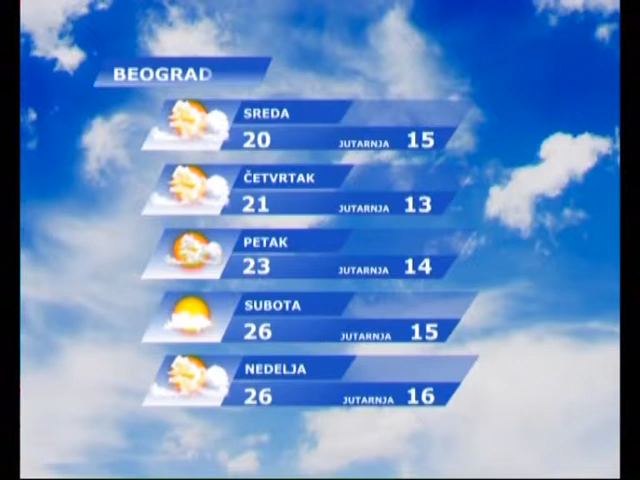 BEOGRAD
SREDA
20 JUTARNJA 15
ČETVRTAK
21 JUTARNJA 13
PETAK
23 JUTARNJA 14
SUBOTA
26 JUTARNJA 15
NEDELJA
26 JUTARNJA 16